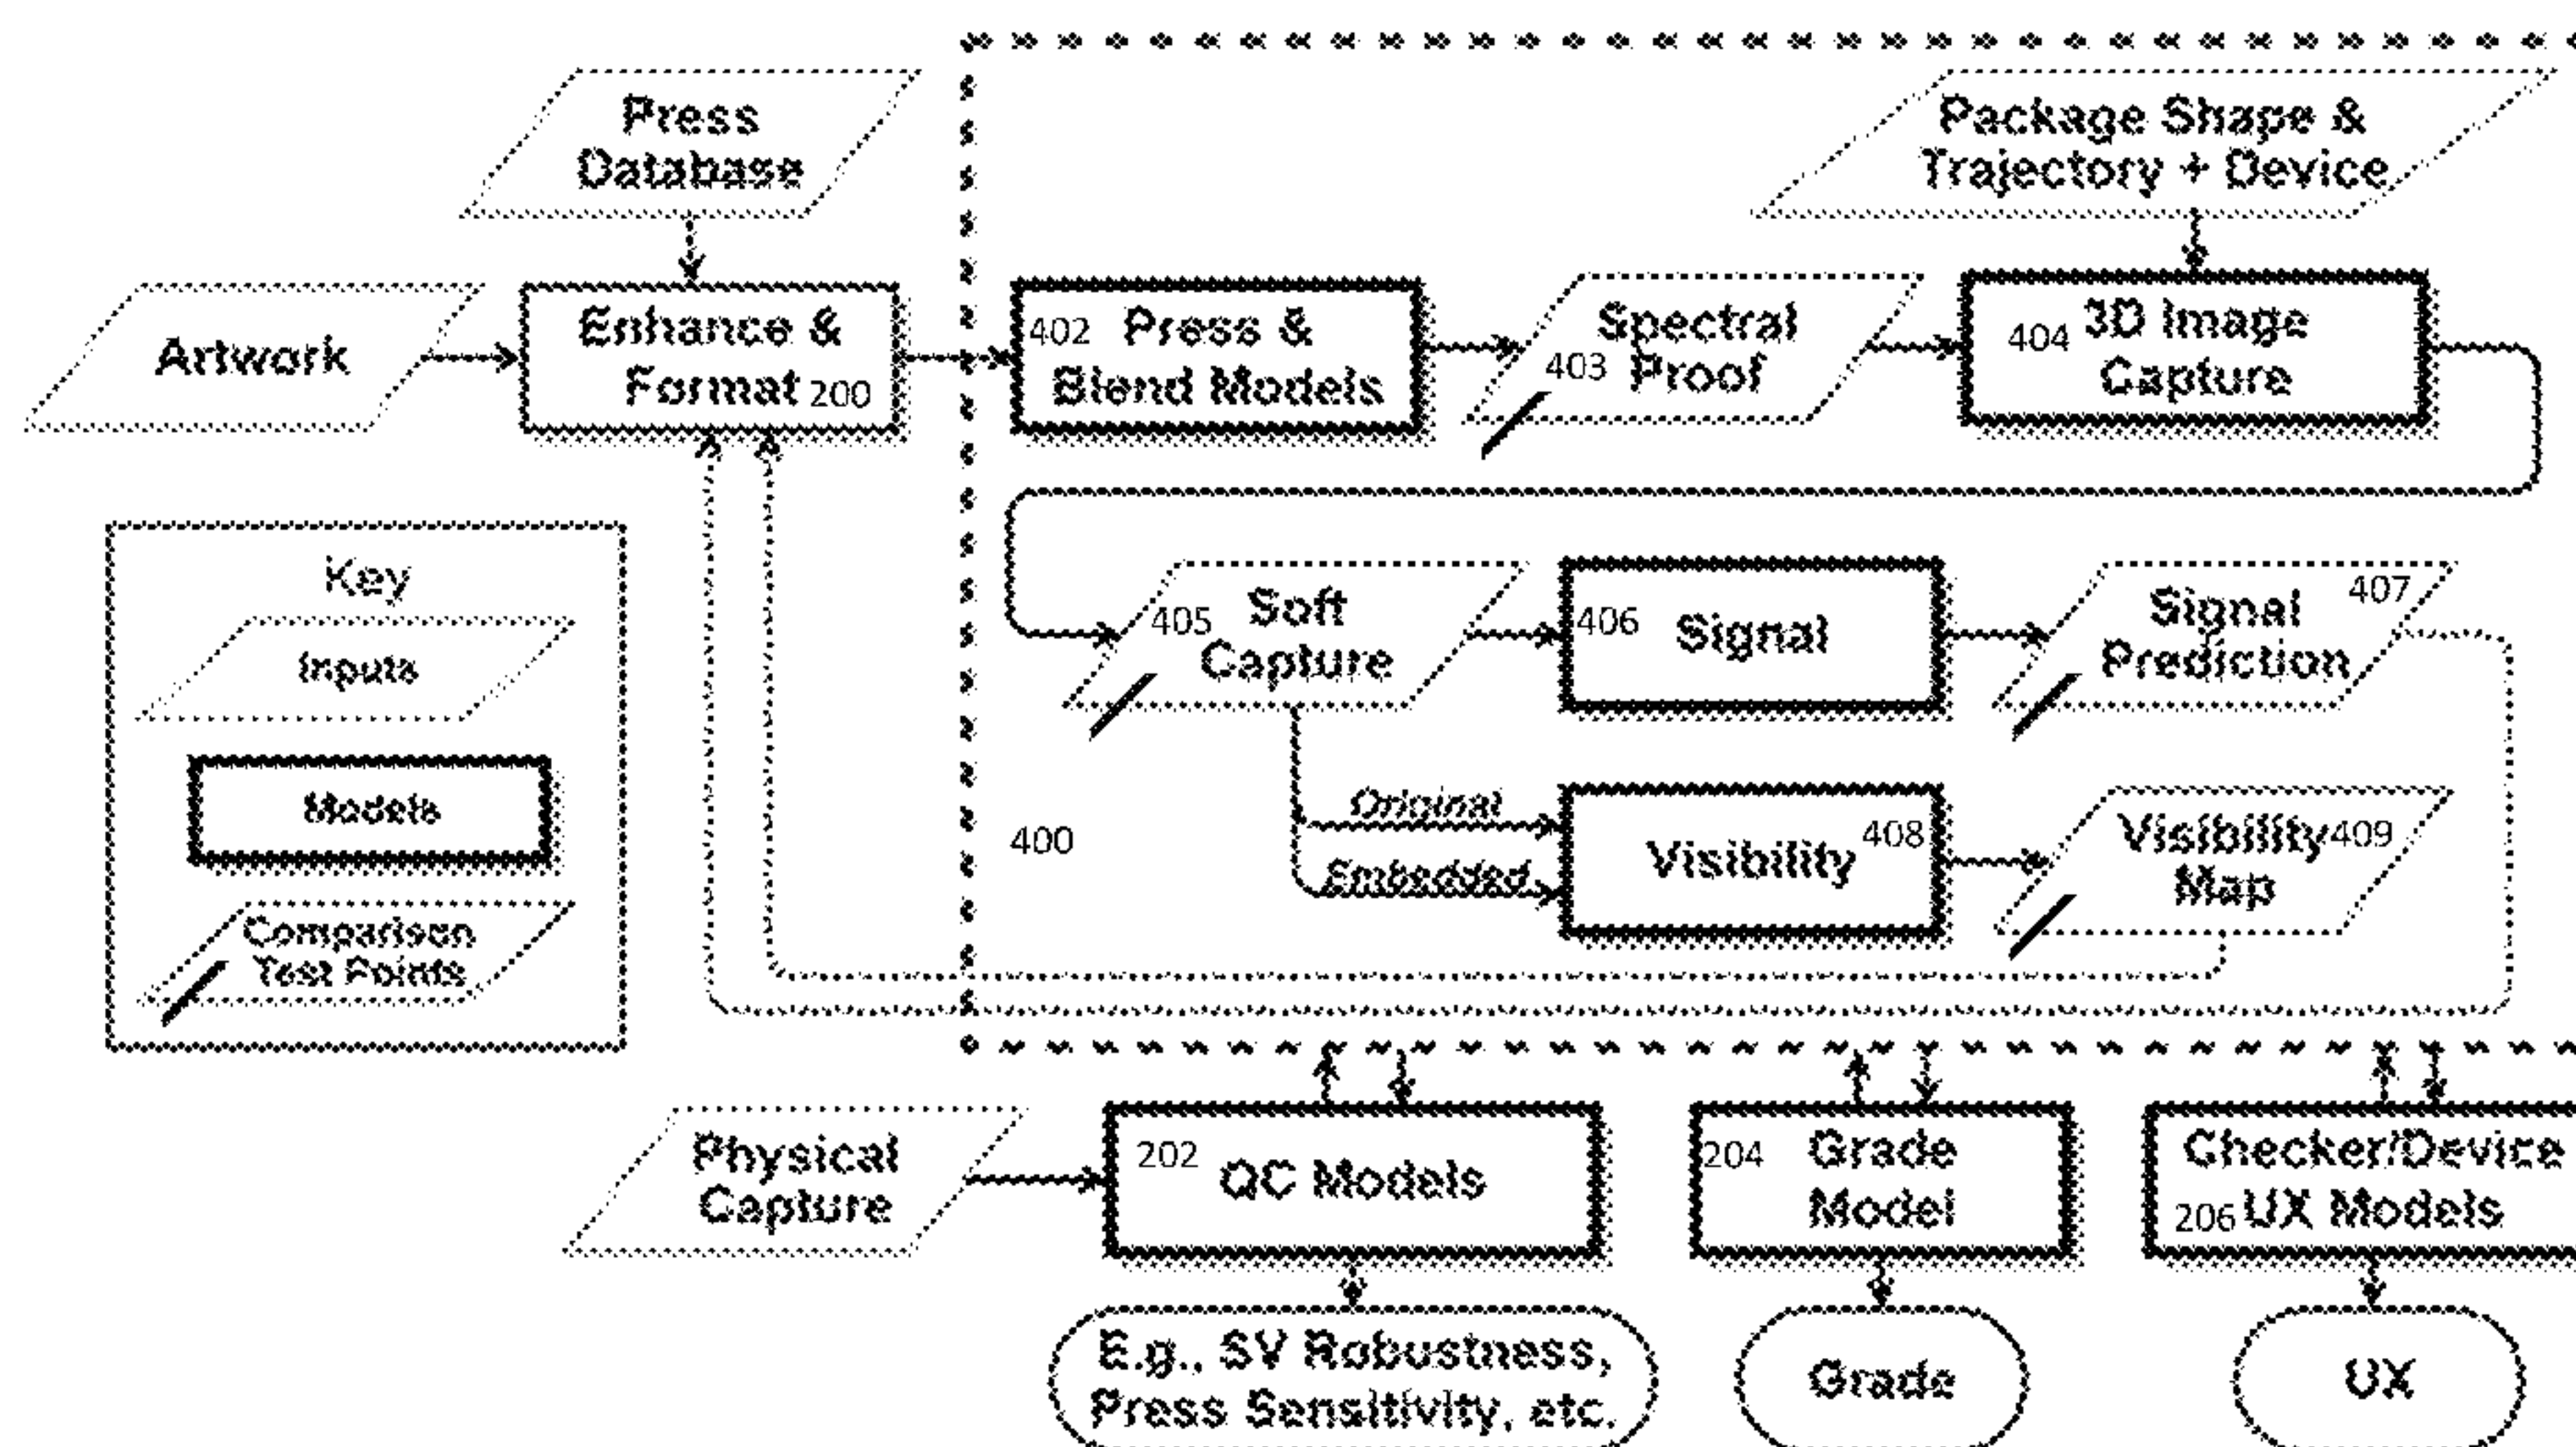 Press
Database
Package Shape &
Trajectory + Device
Artwork
Enhance &
Format 200
402 Press &
Blend Models
Spectral
403 Proof
404 3D Image
Capture
Key
Inputs
Models
Comparison
Test Points
405 Soft
Capture
406 Signal
Signal 407
Prediction
Original
Embedded
400
Visibility 408
Visibility 409
Map
Physical
Capture
202 QC Models
204 Grade
Model
Checker/Device
206 UX Models
E.g., SV Robustness,
Press Sensitivity, etc.
Grade
UX